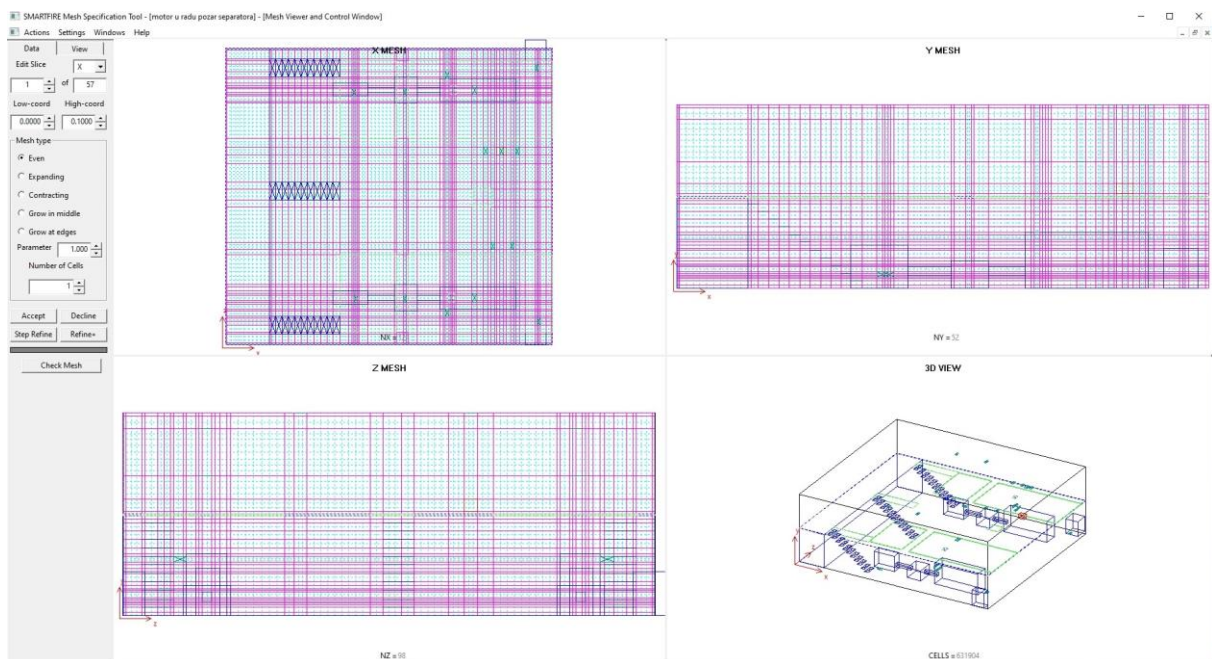 SMARTFIRE Mesh Specification Tool - [motor u radu pozar separatora] - [Mesh Viewer and Control Window]
Actions Settings Windows Help
Data View
Edit Slice X
1 of 57
Low-coord High-coord
0.0000 0.1000
Mesh type
Even
Expanding
Contracting
Grow in middle
Grow at edges
Parameter 1.000
Number of Cells
1
Accept Decline
Step Refine Refine+
Check Mesh
X MESH
NX =
Y MESH
NY = 52
Z MESH
NZ = 98
3D VIEW
CELLS = 631904